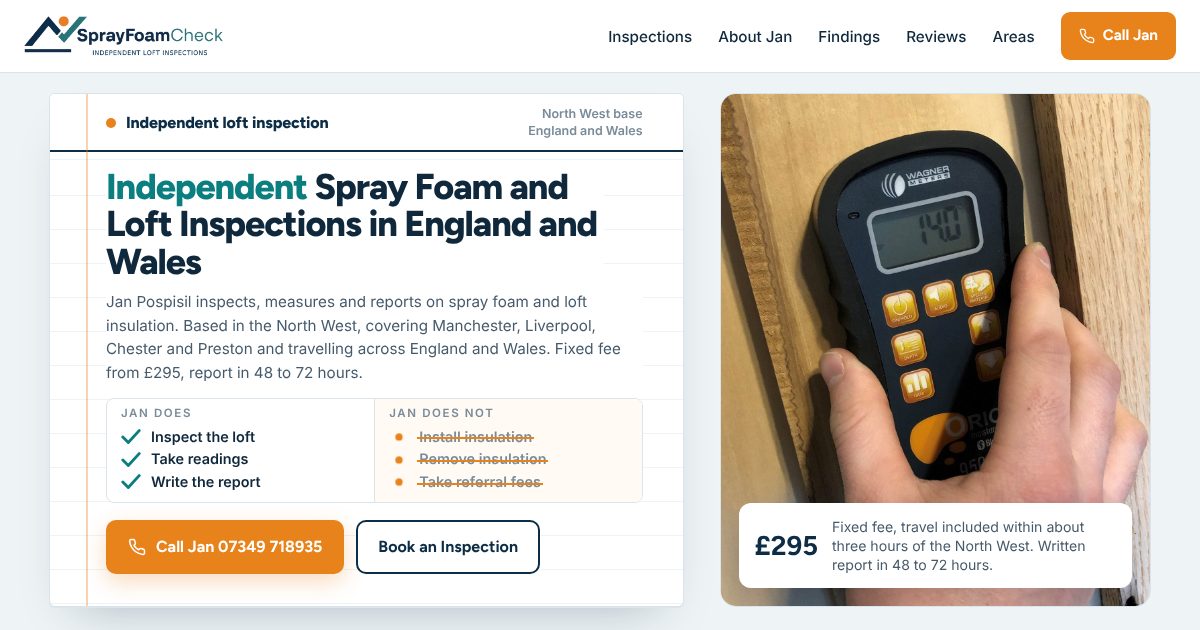 SprayFoamCheck
INDEPENDENT LOFT INSPECTIONS
Inspections
About Jan
Findings
Reviews
Areas
Call Jan
Independent loft inspection
North West base
England and Wales
Independent Spray Foam and
Loft Inspections in England and
Wales
Jan Pospisil inspects, measures and reports on spray foam and loft
insulation. Based in the North West, covering Manchester, Liverpool,
Chester and Preston and travelling across England and Wales. Fixed fee
from £295, report in 48 to 72 hours.
JAN DOES
Inspect the loft
Take readings
Write the report
JAN DOES NOT
Install insulation
Remove insulation
Take referral fees
Call Jan 07349 718935
Book an Inspection
WAGNER
METERS
14.0
£295
Fixed fee, travel included within about
three hours of the North West. Written
report in 48 to 72 hours.